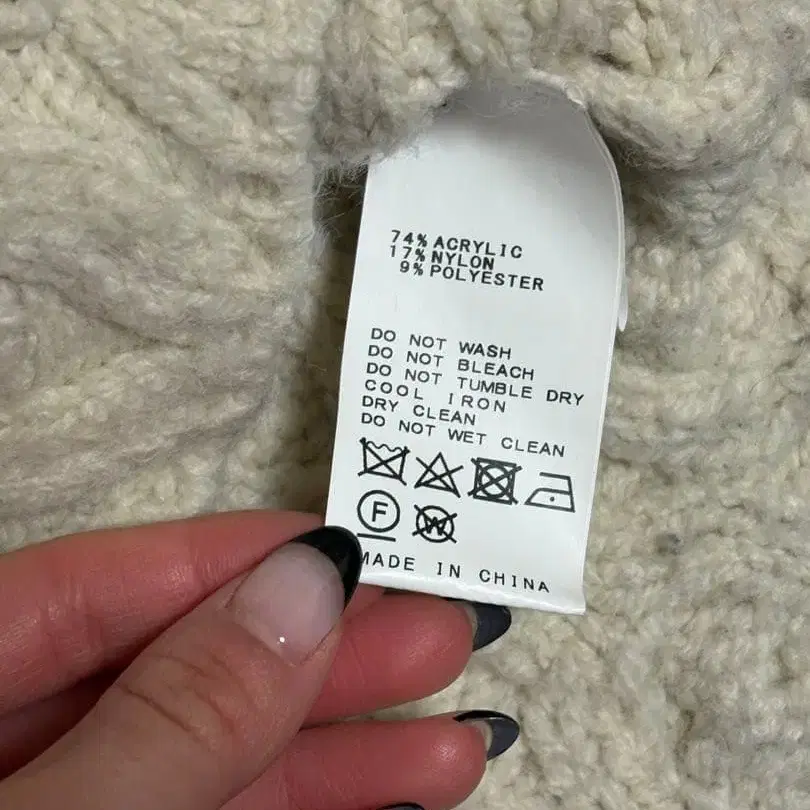 74% ACRYLIC
17% NYLON
9% POLYESTER
DO NOT WASH
DO NOT BLEACH
DO NOT TUMBLE DRY
COOL IRON
DRY CLEAN
DO NOT WET CLEAN
F W
MADE IN CHINA